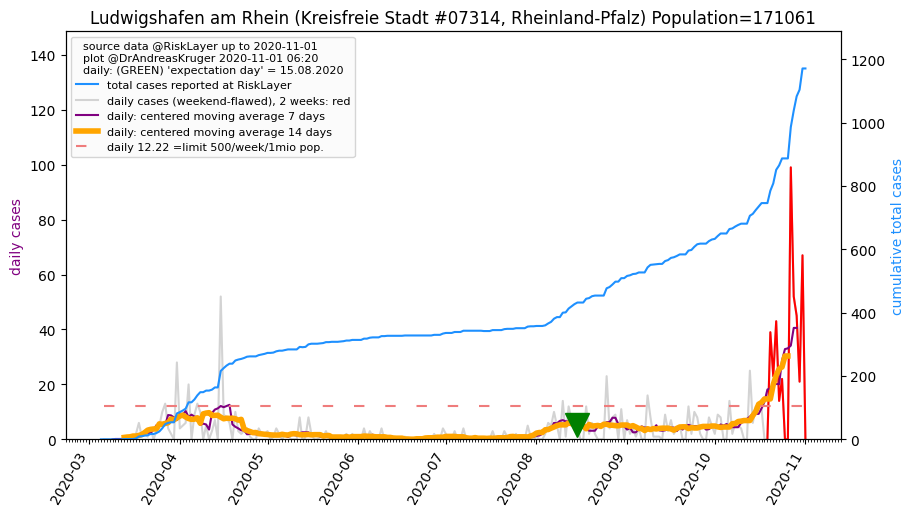 Ludwigshafen am Rhein (Kreisfreie Stadt #07314, Rheinland-Pfalz) Population=171061
source data @RiskLayer up to 2020-11-01
plot @DrAndreasKruger 2020-11-01 06:20
daily: (GREEN) 'expectation day' = 15.08.2020
total cases reported at RiskLayer
daily cases (weekend-flawed), 2 weeks: red
daily: centered moving average 7 days
daily: centered moving average 14 days
daily 12.22 =limit 500/week/1mio pop.
daily cases
140
120
100
80
60
40
20
0
1200
1000
800
600
400
200
0
cumulative total cases
2020-03
2020-04
2020-05
2020-06
2020-07
2020-08
2020-09
2020-10
2020-11